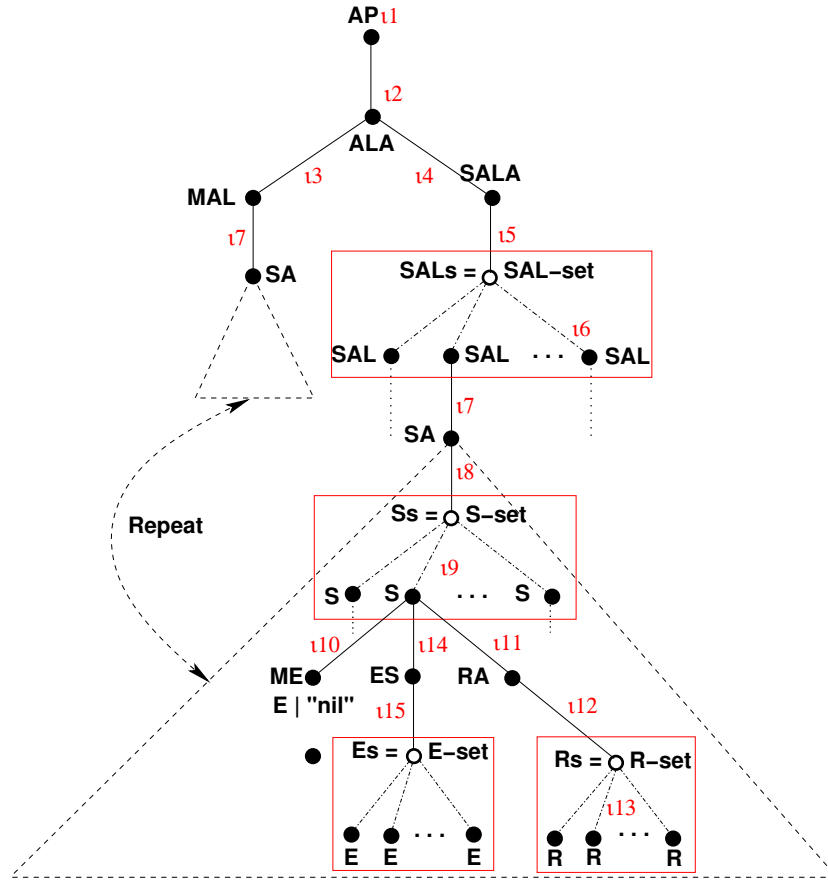 AP ι1
ι2
ALA
ι3 ι4 SALA
MAL
ι7 ι5
SA SALs = SAL-set
ι6
SAL SAL . . . SAL
ι7
SA
ι8
Ss = S-set
Repeat
ι9
S S . . . S
ι10 ι14 ι11
ME ES RA
E | "nil" ι15 ι12
Es = E-set Rs = R-set
ι13
. . . . . .
E E E R R R